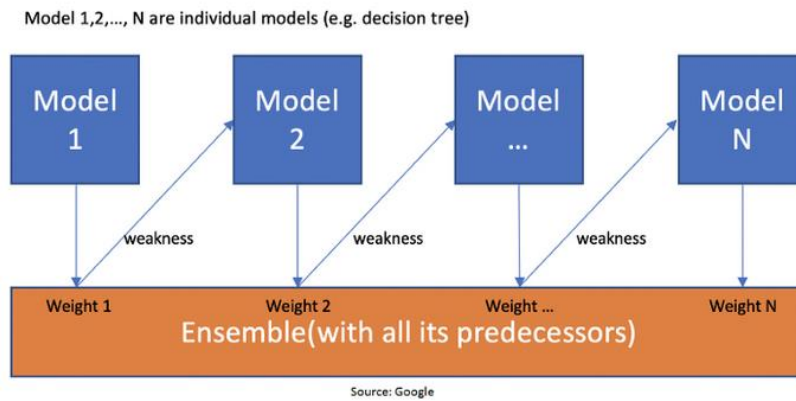 Model 1,2,..., N are individual models (e.g. decision tree)
Model
1
Model
2
Model
...
Model
N
weakness
weakness
weakness
Weight 1
Weight 2
Weight ...
Weight N
Ensemble(with all its predecessors)
Source: Google